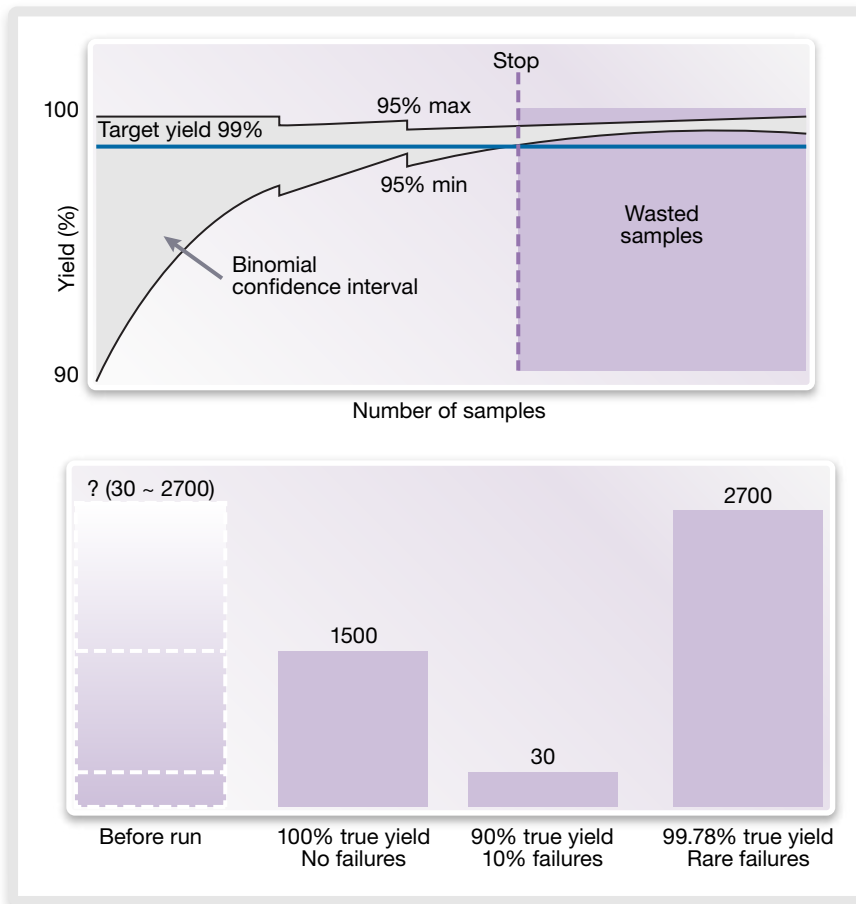 Stop
100
95% max
Target yield 99%
95% min
Wasted
samples
Yield (%)
Binomial
confidence interval
90
Number of samples
? (30 ~ 2700)
2700
1500
30
Before run
100% true yield
No failures
90% true yield
10% failures
99.78% true yield
Rare failures